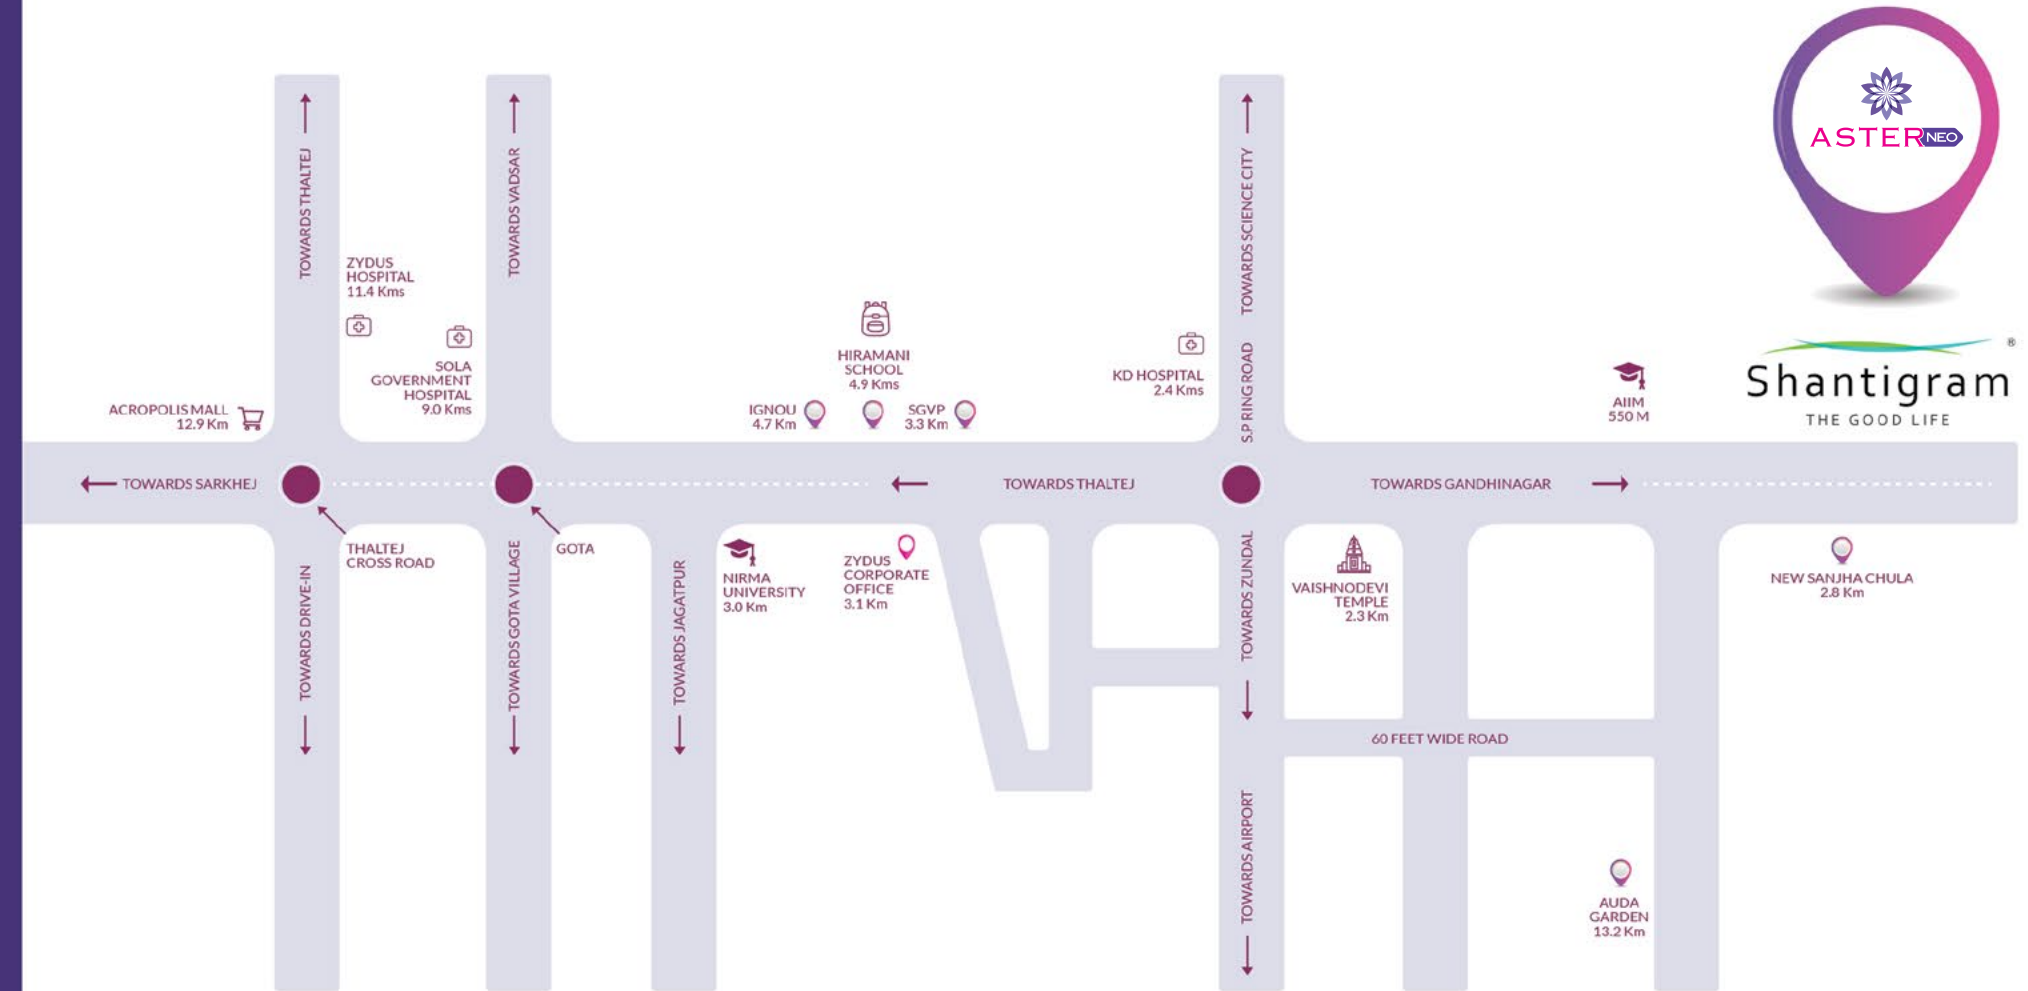 ASTER NEO
Shantigram ®
THE GOOD LIFE
TOWARDS THALTEJ
TOWARDS VADSAR
TOWARDS SCIENCE CITY
S.P RING ROAD
ZYDUS
HOSPITAL
11.4 Kms
SOLA
GOVERNMENT
HOSPITAL
9.0 Kms
ACROPOLIS MALL
12.9 Km
HIRAMANI
SCHOOL
4.9 Kms
IGNOU
4.7 Km
SGVP
3.3 Km
KD HOSPITAL
2.4 Kms
AIIM
550 M
TOWARDS SARKHEJ
TOWARDS THALTEJ
TOWARDS GANDHINAGAR
THALTEJ
CROSS ROAD
GOTA
TOWARDS DRIVE-IN
TOWARDS GOTA VILLAGE
TOWARDS JAGATPUR
NIRMA
UNIVERSITY
3.0 Km
ZYDUS
CORPORATE
OFFICE
3.1 Km
TOWARDS ZUNDAL
VAISHNODEVI
TEMPLE
2.3 Km
NEW SANJHA CHULA
2.8 Km
60 FEET WIDE ROAD
TOWARDS AIRPORT
AUDA
GARDEN
13.2 Km